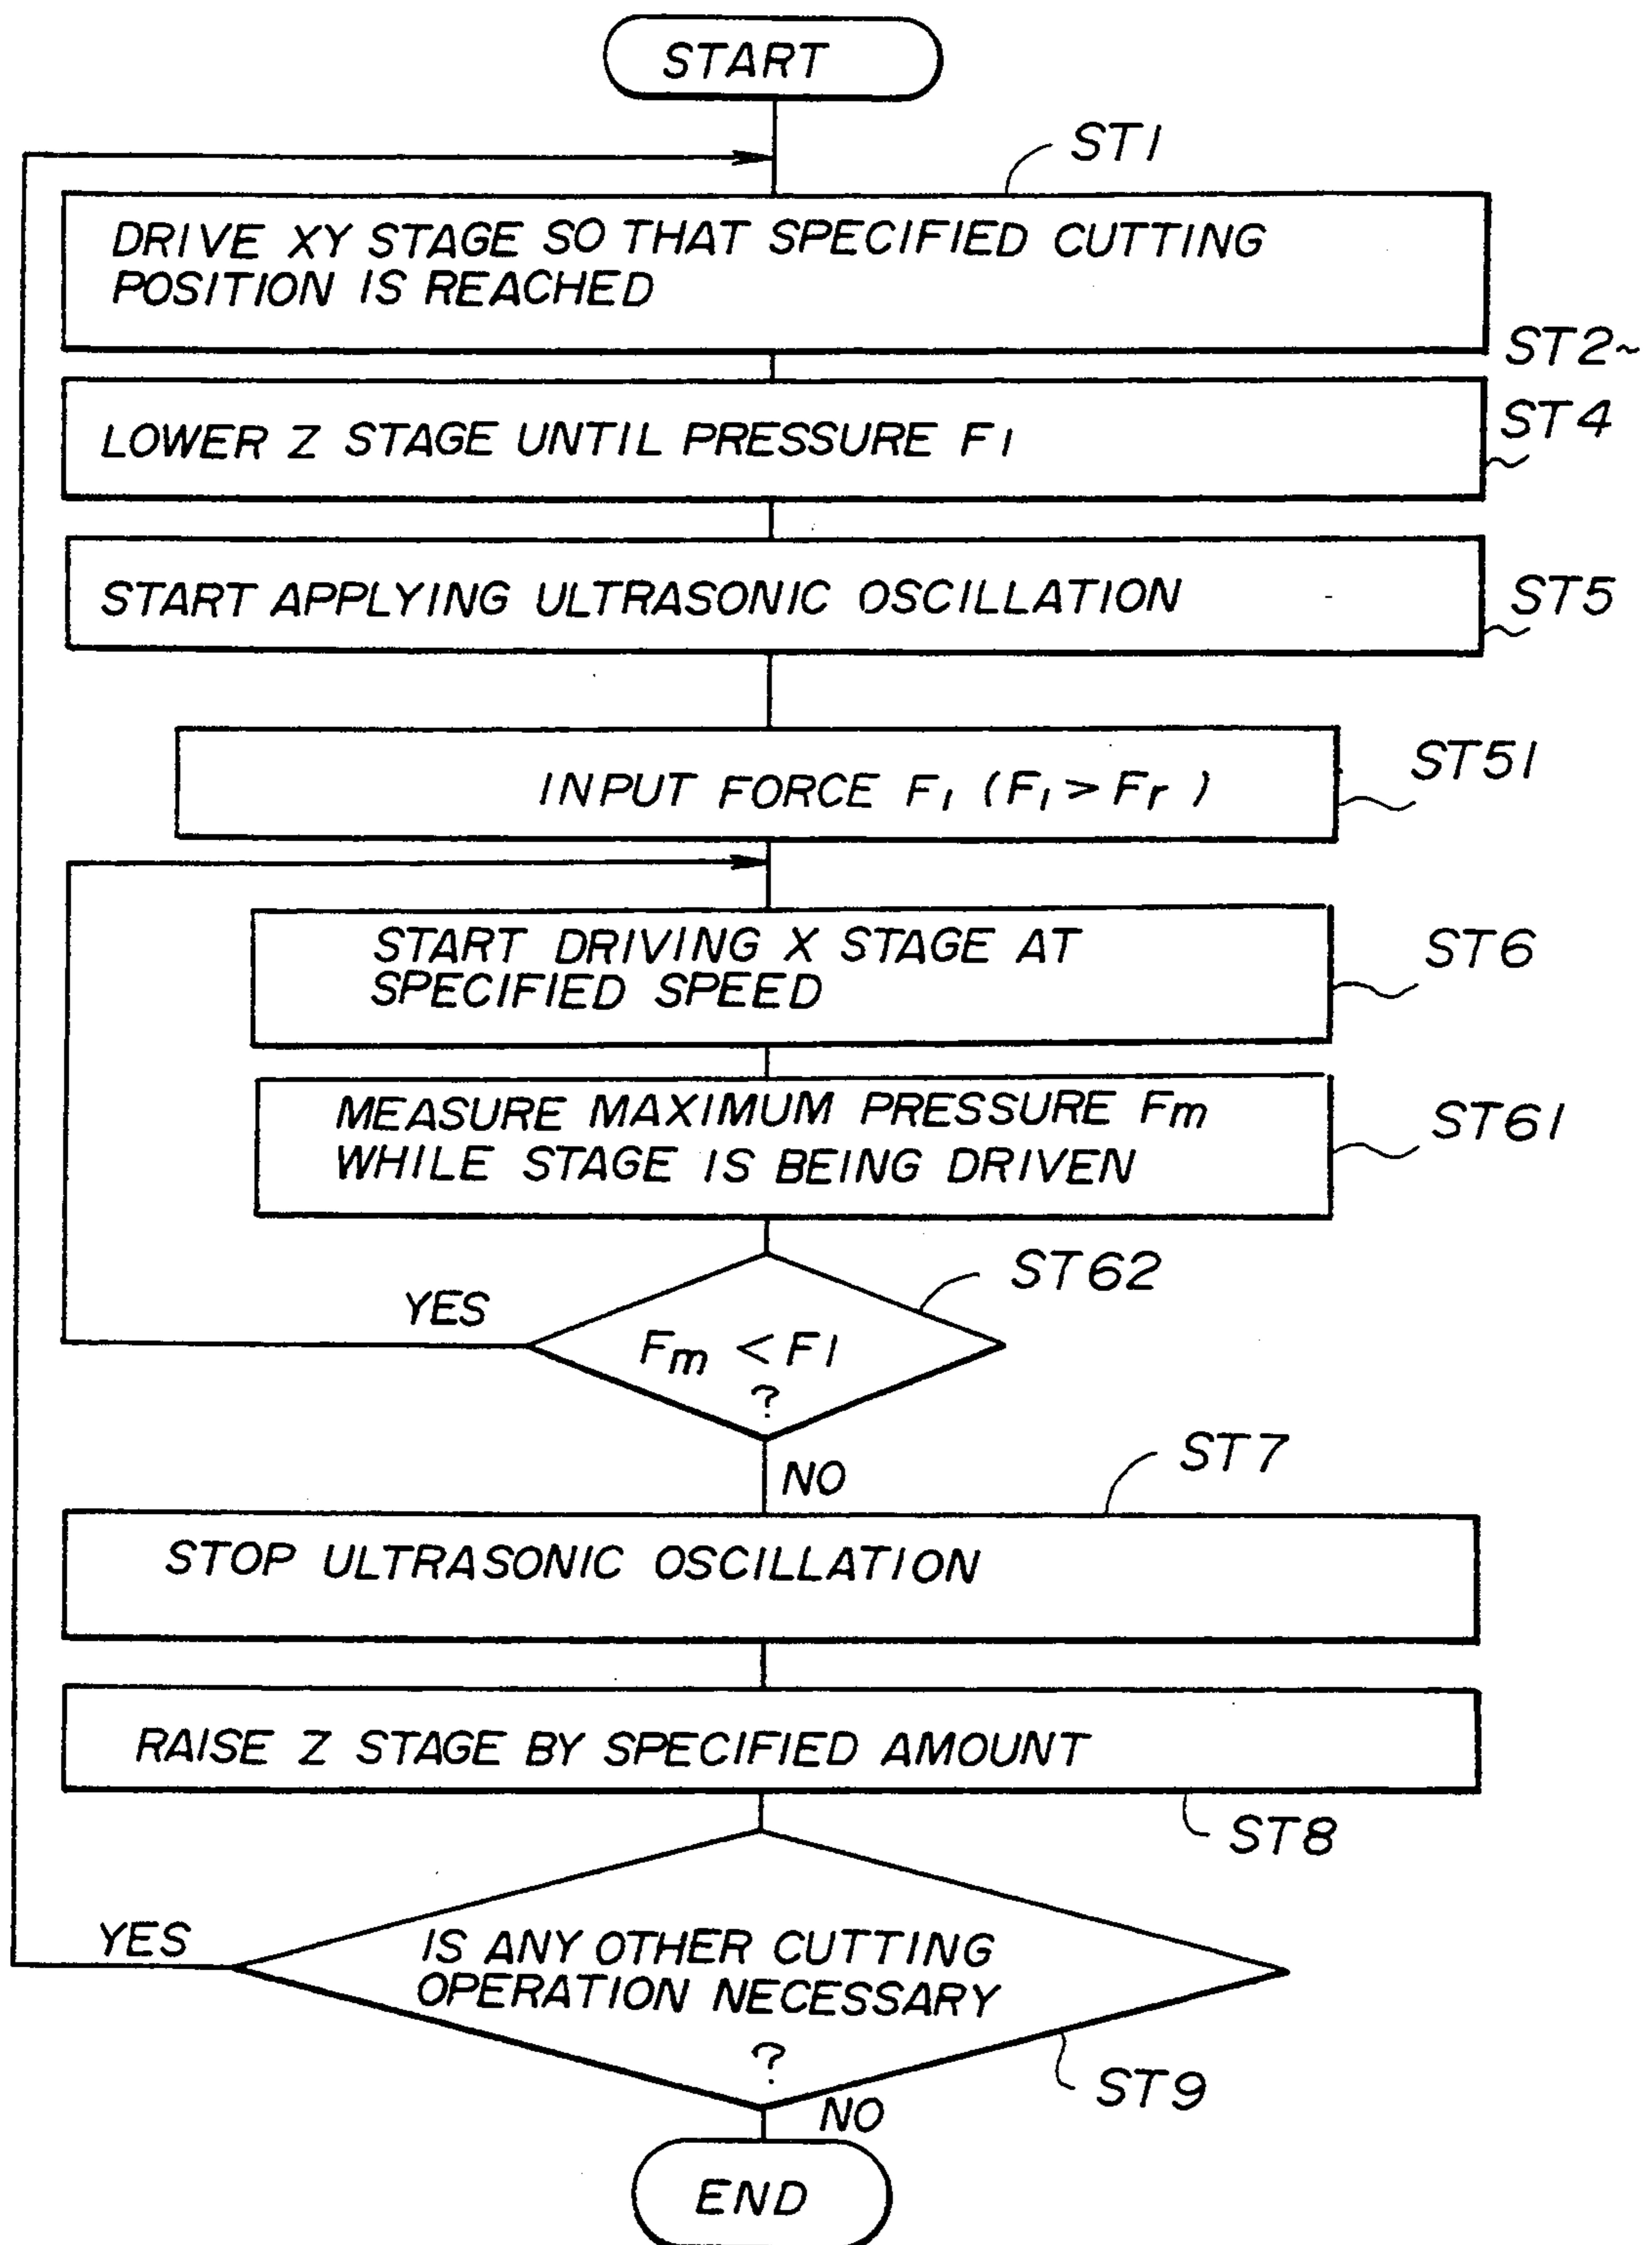 START
ST1
DRIVE XY STAGE SO THAT SPECIFIED CUTTING
POSITION IS REACHED
ST2~
ST4
LOWER Z STAGE UNTIL PRESSURE F1
START APPLYING ULTRASONIC OSCILLATION
ST5
INPUT FORCE F1 (F1 > Fr )
ST51
START DRIVING X STAGE AT
SPECIFIED SPEED
ST6
MEASURE MAXIMUM PRESSURE Fm
WHILE STAGE IS BEING DRIVEN
ST61
ST62
YES
Fm < F1
?
NO
ST7
STOP ULTRASONIC OSCILLATION
RAISE Z STAGE BY SPECIFIED AMOUNT
ST8
YES
IS ANY OTHER CUTTING
OPERATION NECESSARY
?
ST9
NO
END